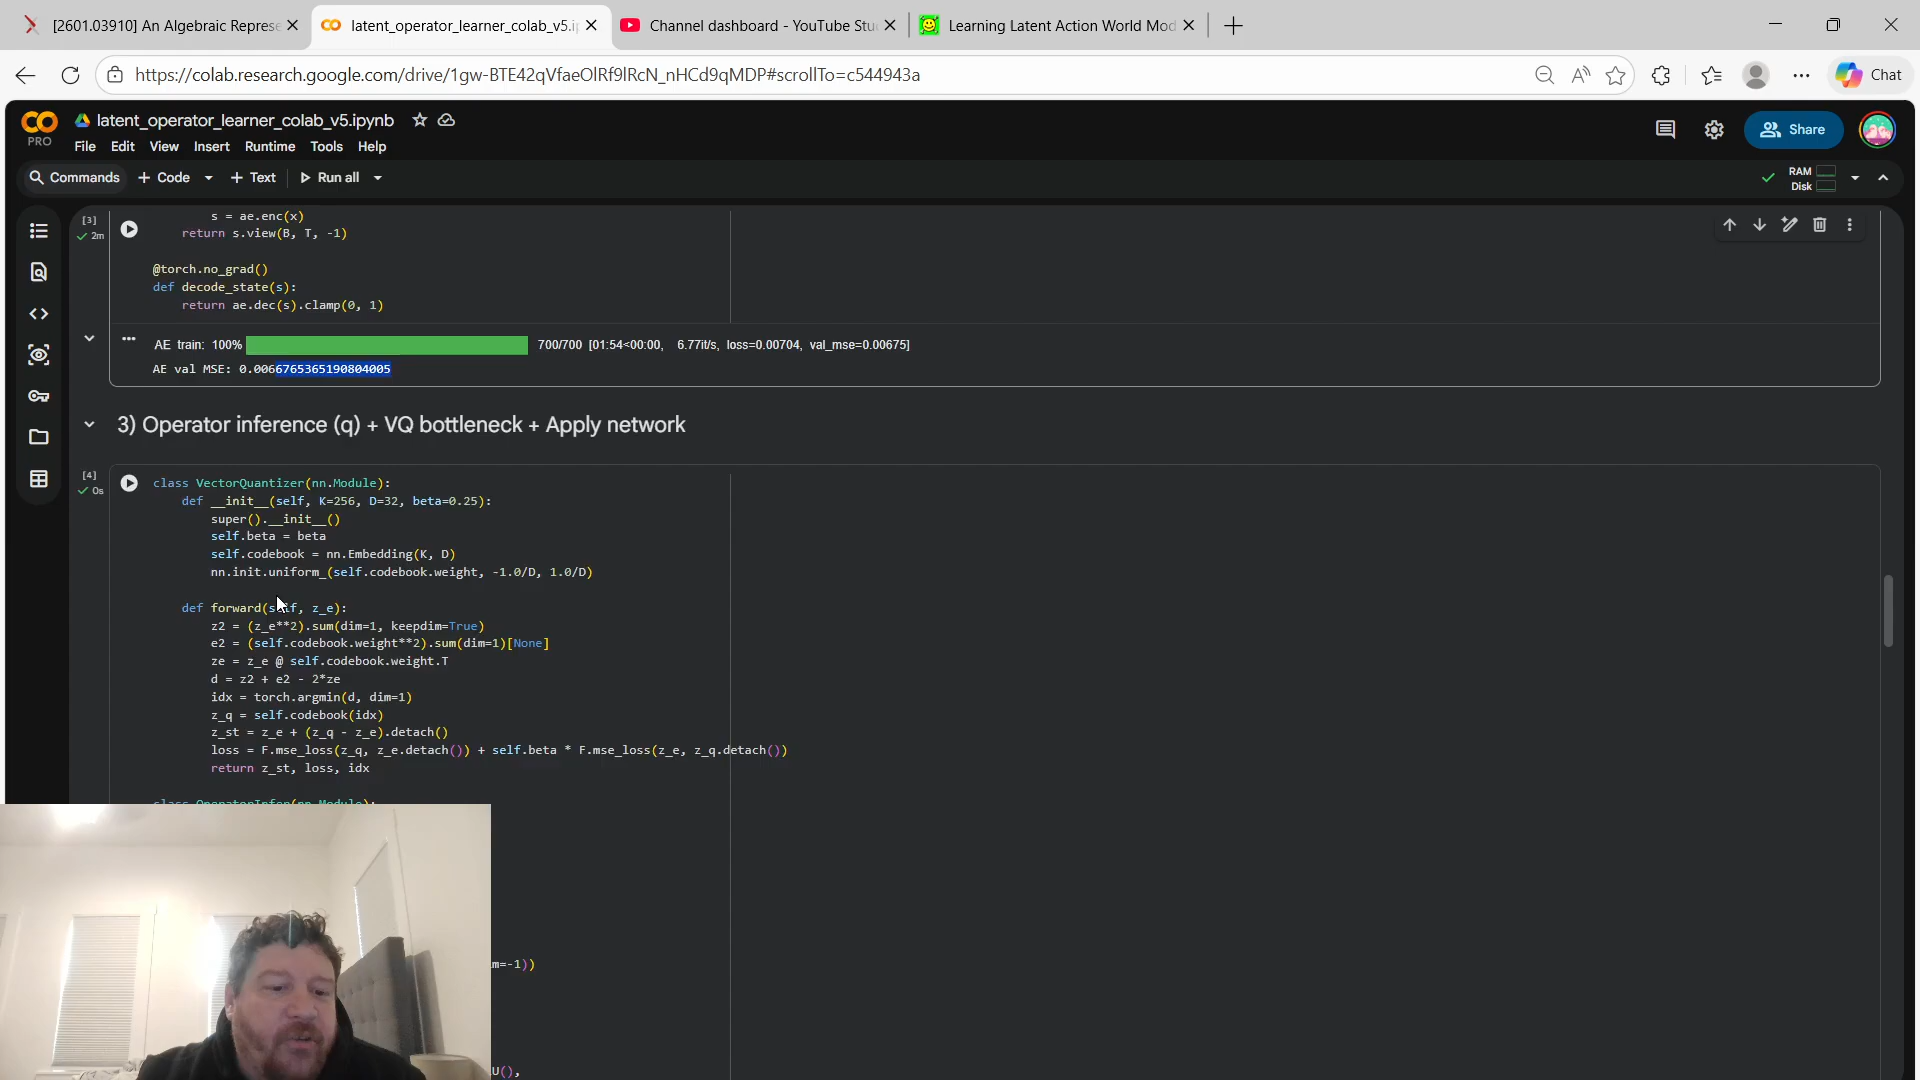 [2601.03910] An Algebraic Represe
latent_operator_learner_colab_v5.i
Channel dashboard - YouTube Stu
Learning Latent Action World Mod
https://colab.research.google.com/drive/1gw-BTE42qVfaeOlRf9lRcN_nHCd9qMDP#scrollTo=c544943a
Chat
PRO
latent_operator_learner_colab_v5.ipynb
File Edit View Insert Runtime Tools Help
Share
Commands + Code + Text Run all
RAM
Disk
[3]
2m
s = ae.enc(x)
return s.view(B, T, -1)
@torch.no_grad()
def decode_state(s):
return ae.dec(s).clamp(0, 1)
AE train: 100% 700/700 [01:54<00:00, 6.77it/s, loss=0.00704, val_mse=0.00675]
AE val MSE: 0.0066765365190804005
3) Operator inference (q) + VQ bottleneck + Apply network
[4]
0s
class VectorQuantizer(nn.Module):
def __init__(self, K=256, D=32, beta=0.25):
super().__init__()
self.beta = beta
self.codebook = nn.Embedding(K, D)
nn.init.uniform_(self.codebook.weight, -1.0/D, 1.0/D)
def forward(self, z_e):
z2 = (z_e**2).sum(dim=1, keepdim=True)
e2 = (self.codebook.weight**2).sum(dim=1)[None]
ze = z_e @ self.codebook.weight.T
d = z2 + e2 - 2*ze
idx = torch.argmin(d, dim=1)
z_q = self.codebook(idx)
z_st = z_e + (z_q - z_e).detach()
loss = F.mse_loss(z_q, z_e.detach()) + self.beta * F.mse_loss(z_e, z_q.detach())
return z_st, loss, idx
class OperatorInfer(nn.Module):
m=-1))
U(),